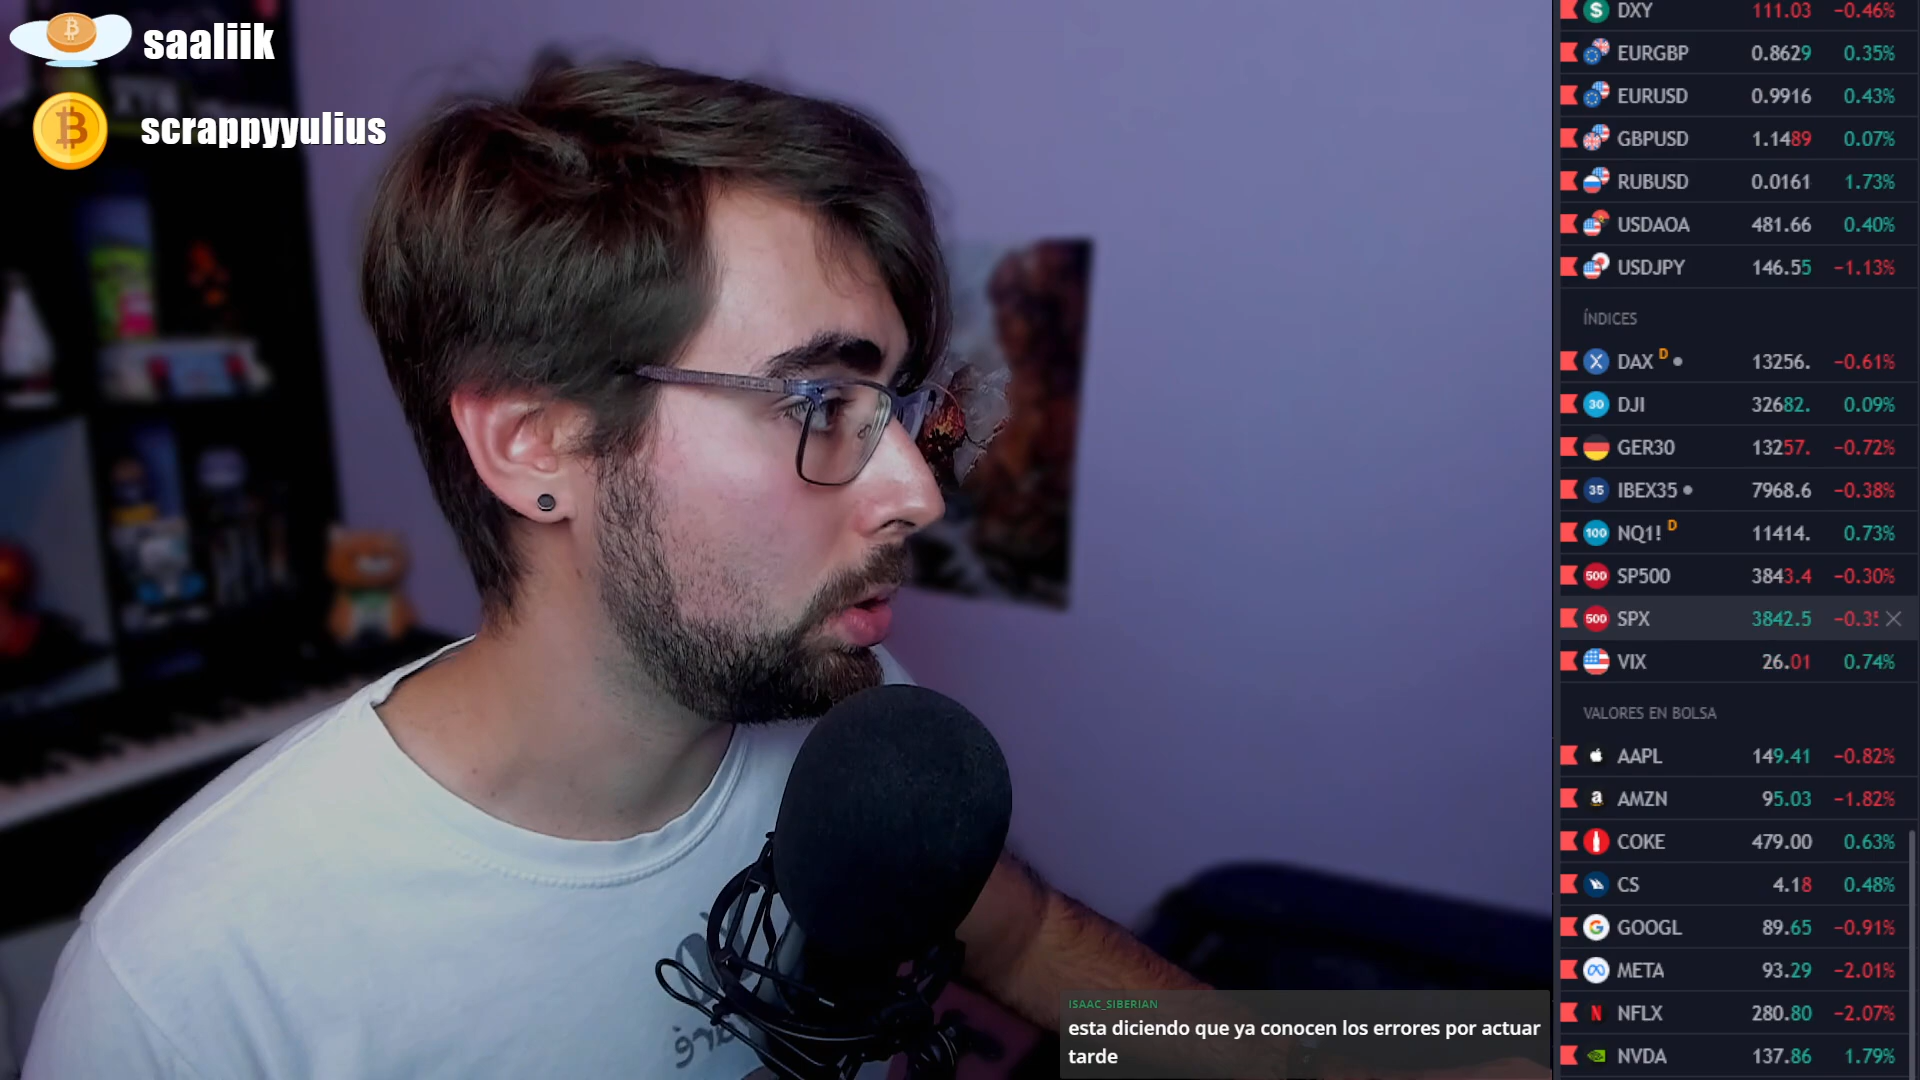 saaliik
scrappyyulius
DXY 111.03 −0.46%
EURGBP 0.8629 0.35%
EURUSD 0.9916 0.43%
GBPUSD 1.1489 0.07%
RUBUSD 0.0161 1.73%
USDAOA 481.66 0.40%
USDJPY 146.55 −1.13%
ÍNDICES
DAX D 13256. −0.61%
30 DJI 32682. 0.09%
GER30 13257. −0.72%
35 IBEX35 7968.6 −0.38%
100 NQ1! D 11414. 0.73%
500 SP500 3843.4 −0.30%
500 SPX 3842.5
VIX 26.01 0.74%
VALORES EN BOLSA
AAPL 149.41 −0.82%
AMZN 95.03 −1.82%
COKE 479.00 0.63%
CS 4.18 0.48%
GOOGL 89.65 −0.91%
META 93.29 −2.01%
NFLX 280.80 −2.07%
NVDA 137.86 1.79%
ISAAC_SIBERIAN
esta diciendo que ya conocen los errores por actuar
tarde